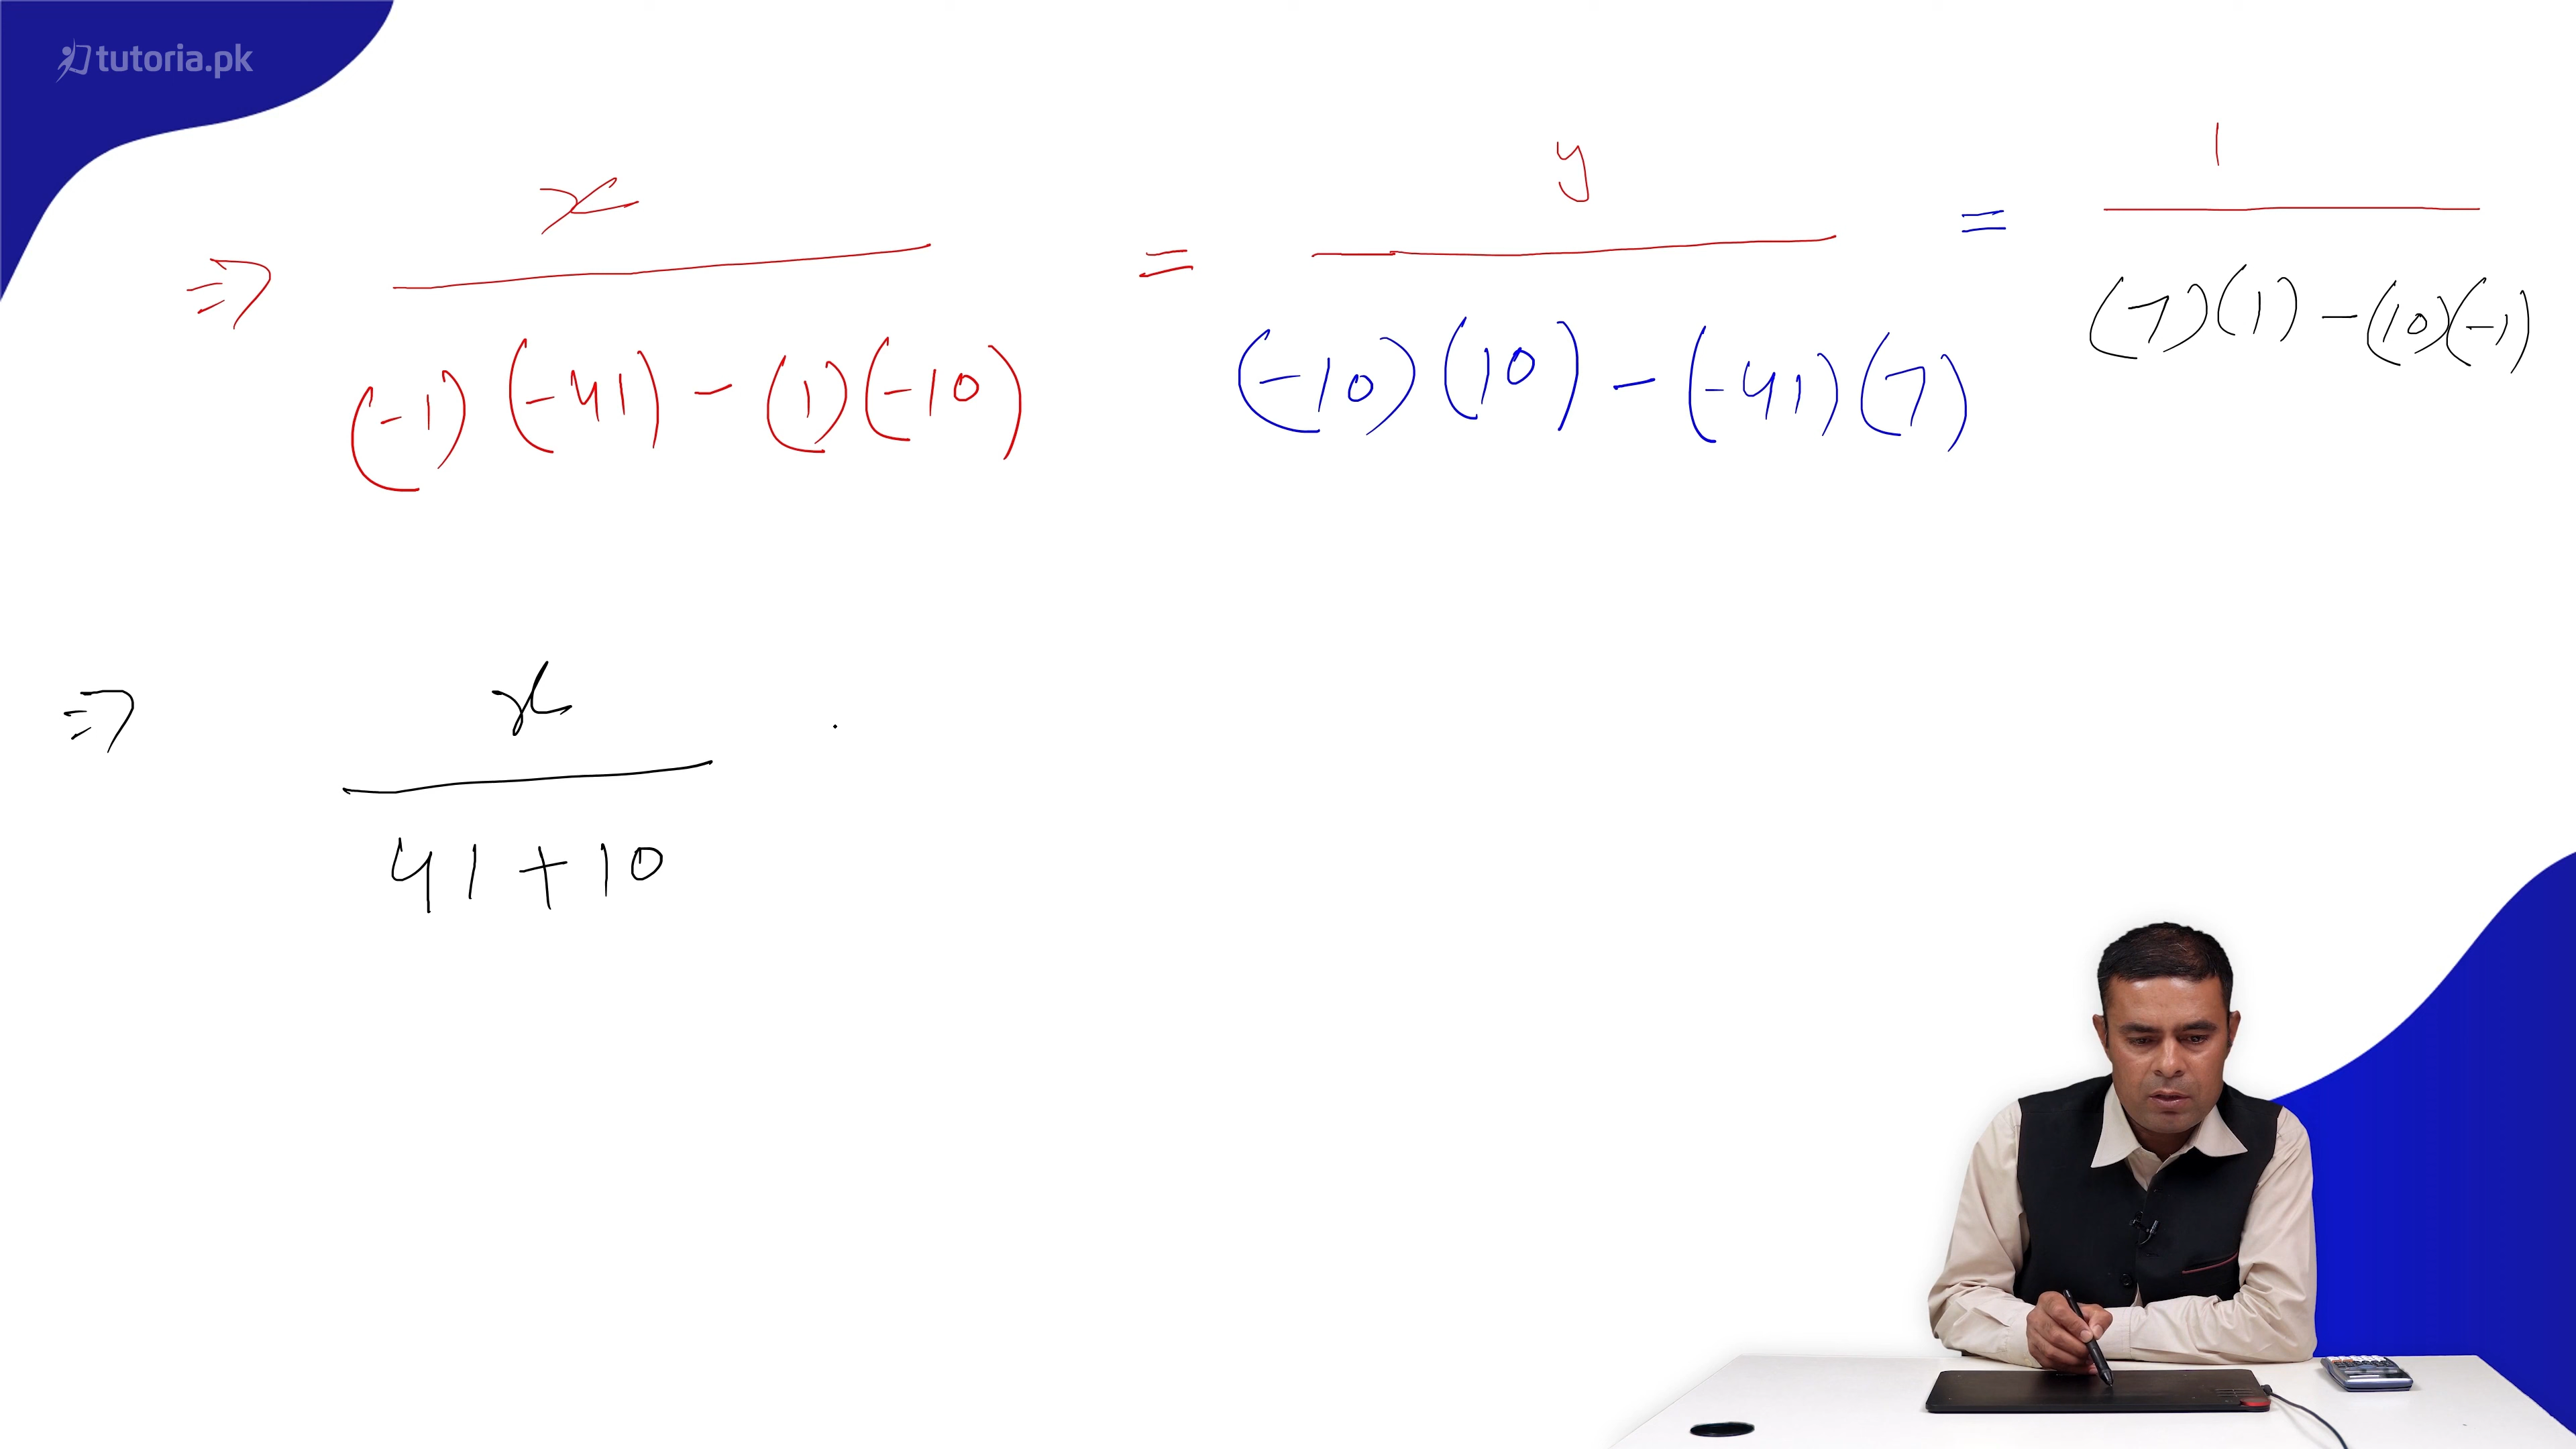 tutoria.pk
⇒ x / (-1)(-41) - (1)(-10) = y / (-10)(10) - (-41)(7) = 1 / (7)(1) - (10)(-1)
⇒ x / 41 + 10